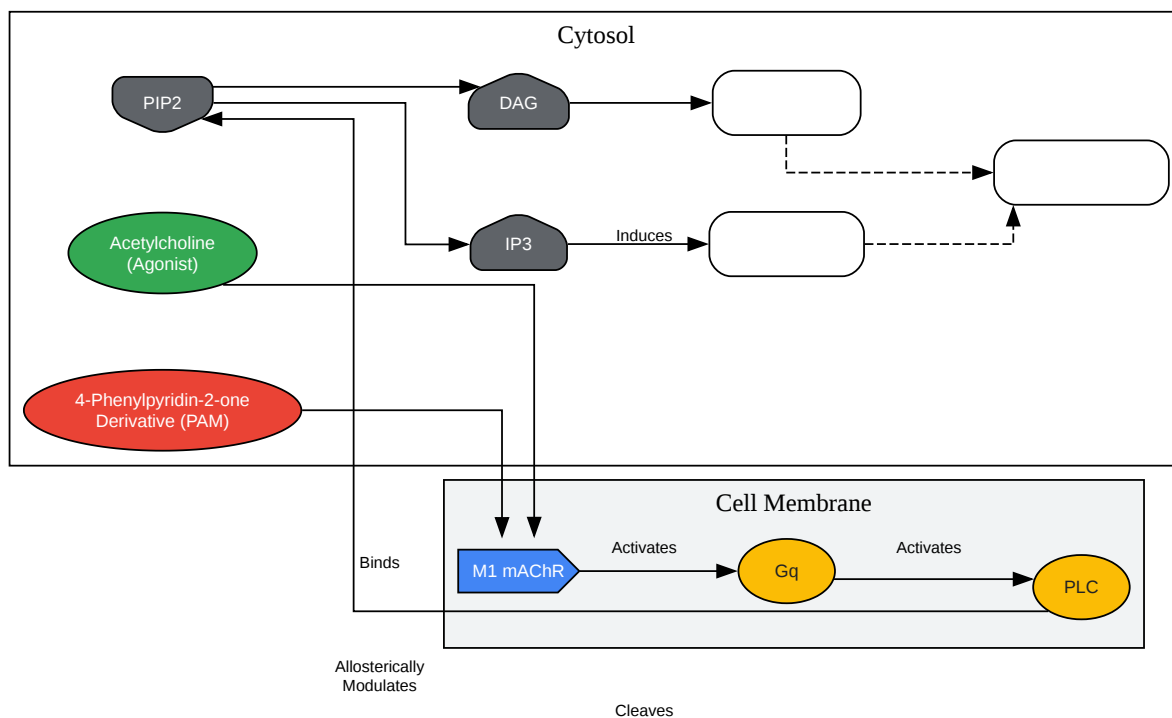 Cytosol
PIP2
DAG
Acetylcholine
(Agonist)
IP3
Induces
4-Phenylpyridin-2-one
Derivative (PAM)
Cell Membrane
Binds
M1 mAChR
Activates
Gq
Activates
PLC
Allosterically
Modulates
Cleaves